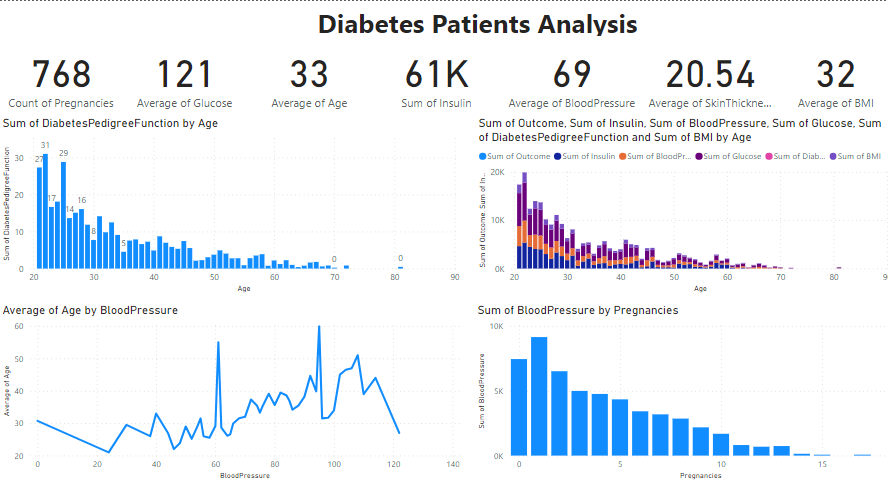 Diabetes Patients Analysis
768
121
33
61K
69
20.54
32
Count of Pregnancies
Average of Glucose
Average of Age
Sum of Insulin
Average of BloodPressure
Average of SkinThickne...
Average of BMI
Sum of DiabetesPedigreeFunction by Age
Sum of DiabetesPedigreeFunction
30
20
10
0
27
31
17
29
14
16
8
5
0
0
20
30
40
50
60
70
80
90
Age
Sum of Outcome, Sum of Insulin, Sum of BloodPressure, Sum of Glucose, Sum
of DiabetesPedigreeFunction and Sum of BMI by Age
Sum of Outcome
Sum of Insulin
Sum of BloodPr...
Sum of Glucose
Sum of Diab...
Sum of BMI
Sum of Outcome, Sum of In...
20K
10K
0K
20
30
40
50
60
70
80
90
Age
Average of Age by BloodPressure
Average of Age
60
50
40
30
20
0
20
40
60
80
100
120
140
BloodPressure
Sum of BloodPressure by Pregnancies
Sum of BloodPressure
10K
5K
0K
0
5
10
15
Pregnancies